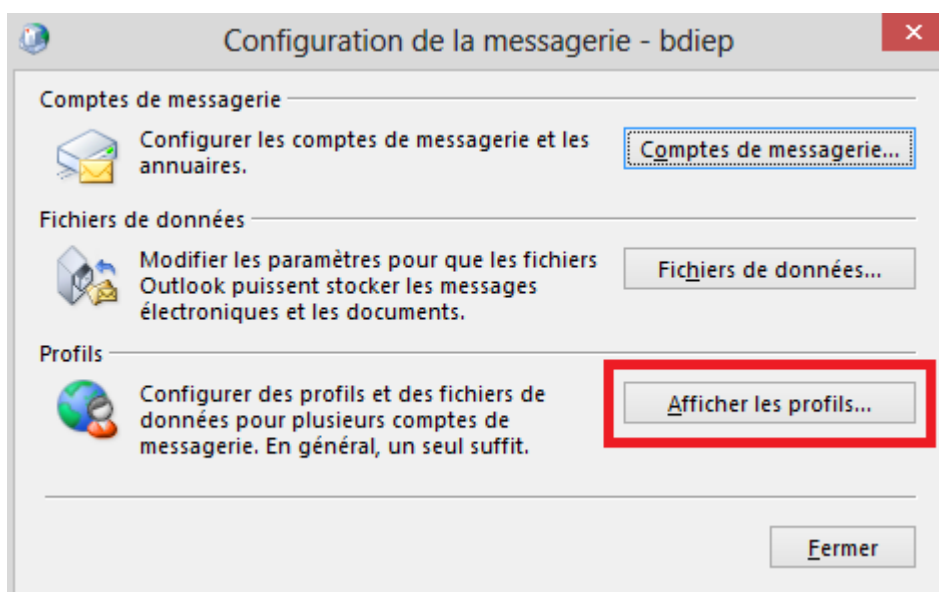 Configuration de la messagerie - bdiep
Comptes de messagerie
Configurer les comptes de messagerie et les
annuaires.
Comptes de messagerie...
Fichiers de données
Modifier les paramètres pour que les fichiers
Outlook puissent stocker les messages
électroniques et les documents.
Fichiers de données...
Profils
Configurer des profils et des fichiers de
données pour plusieurs comptes de
messagerie. En général, un seul suffit.
Afficher les profils...
Fermer